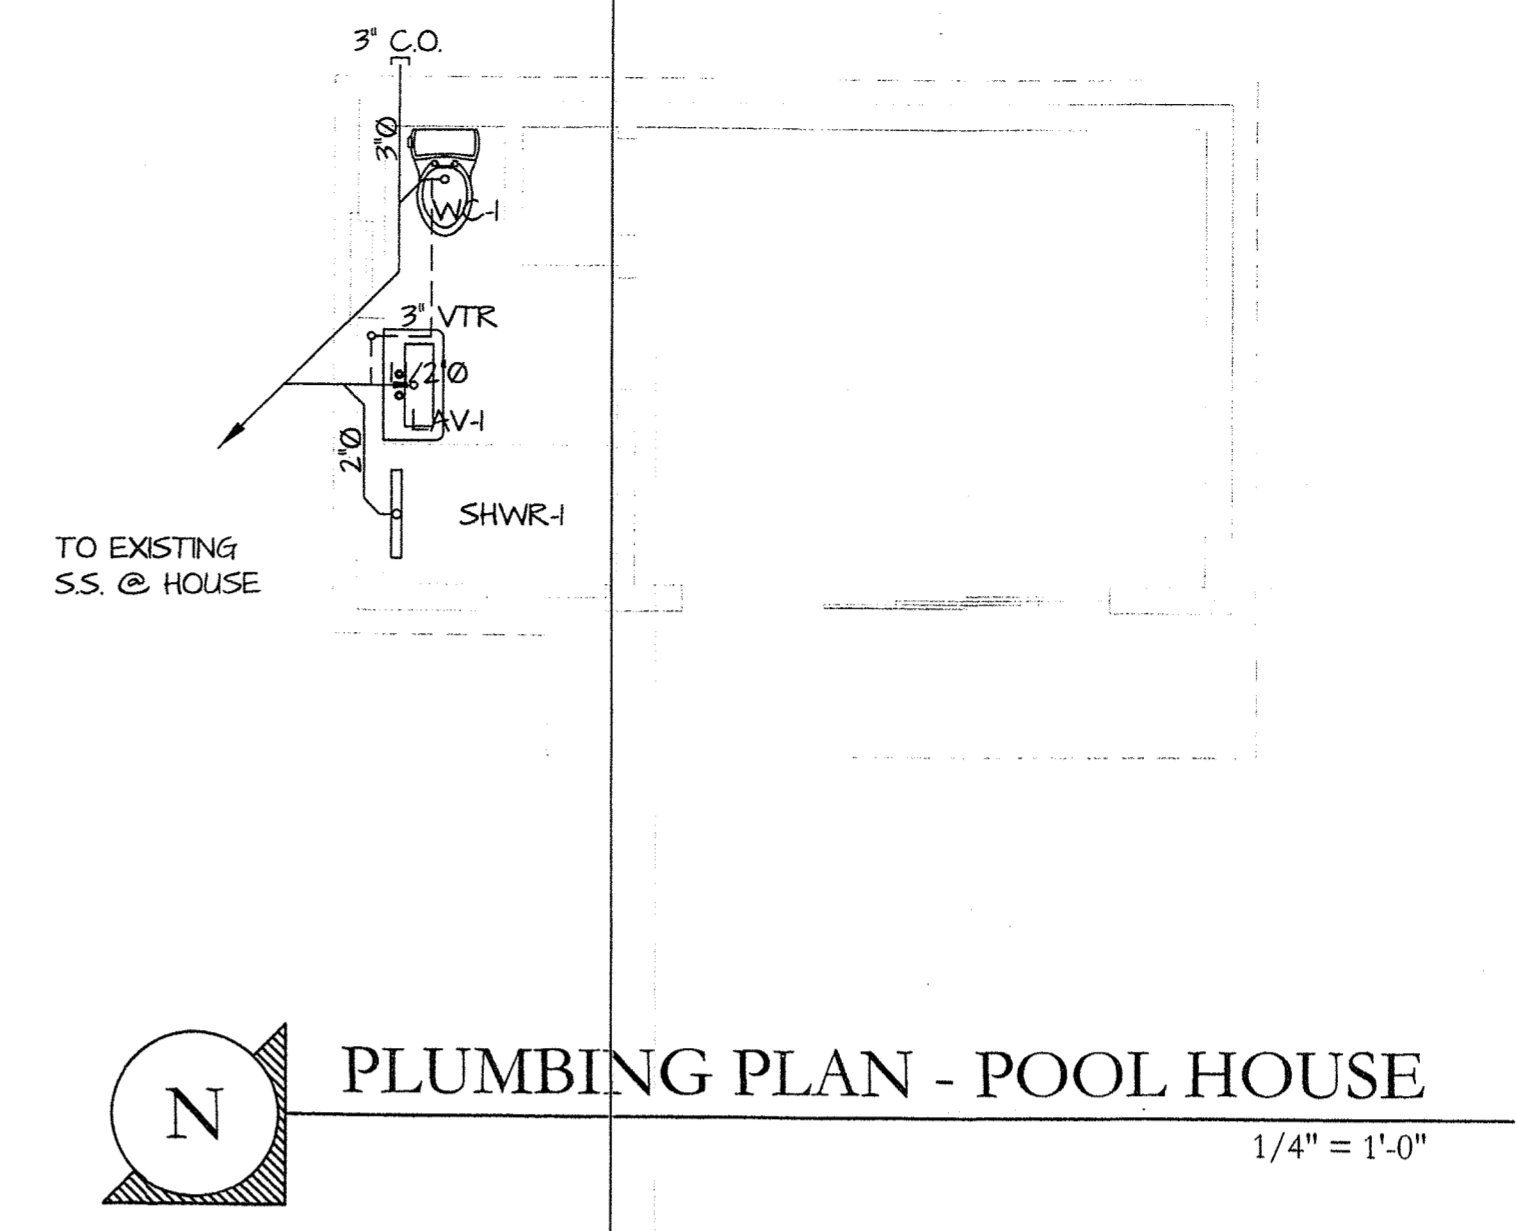 3" C.O.
3"Ø
WC-1
3" VTR
2"Ø
LAV-1
2"Ø
SHWR-1
TO EXISTING
S.S. @ HOUSE
N
PLUMBING PLAN - POOL HOUSE
1/4" = 1'-0"